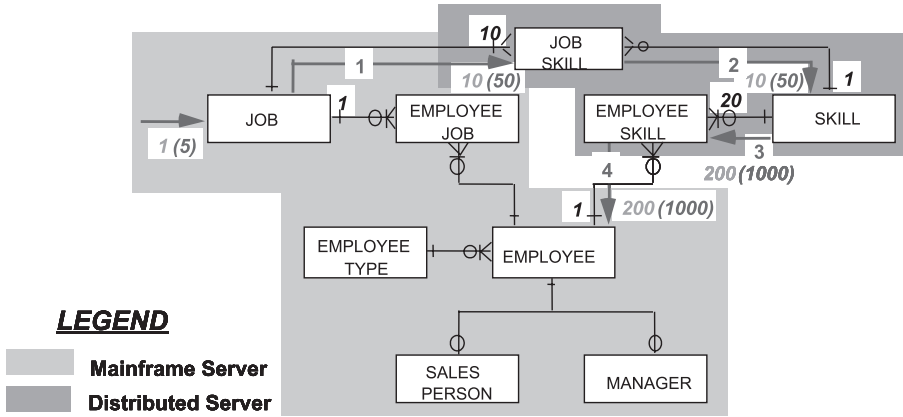 10
JOB
SKILL
1
2
10 (50)
10 (50)
1
JOB
1
EMPLOYEE
JOB
EMPLOYEE
SKILL
20
SKILL
1 (5)
3
200 (1000)
4
1
200 (1000)
EMPLOYEE
TYPE
EMPLOYEE
LEGEND
Mainframe Server
Distributed Server
SALES
PERSON
MANAGER